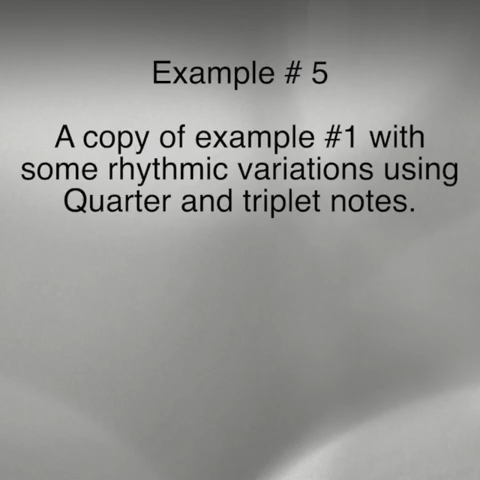 Example # 5
A copy of example #1 with
some rhythmic variations using
Quarter and triplet notes.